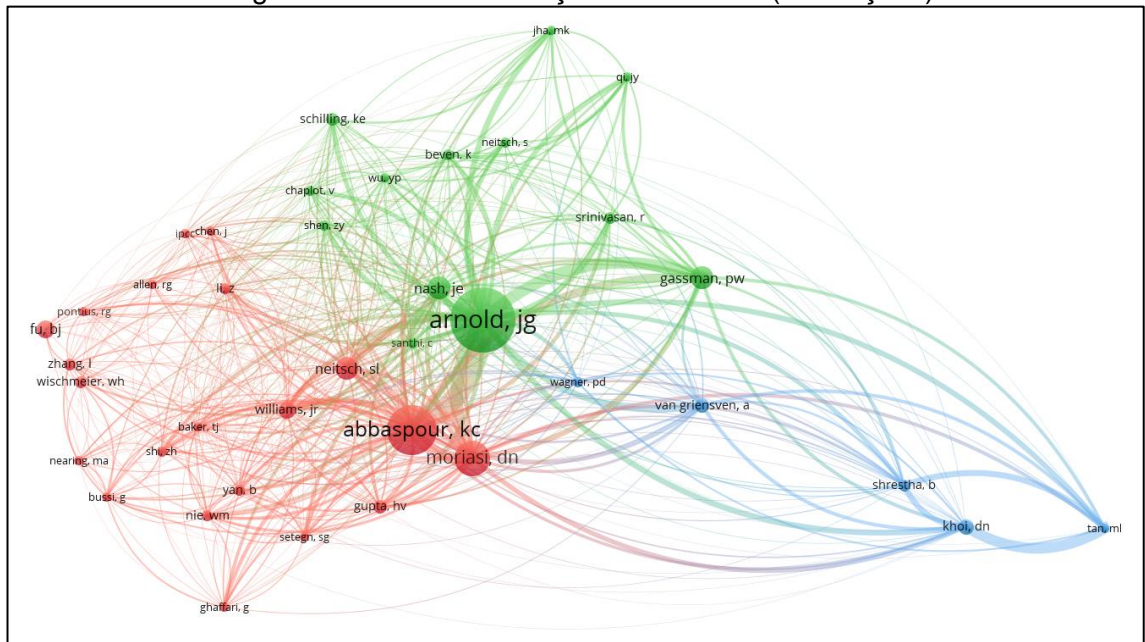 jha, mk
qi, jy
schilling, ke
neitsch, s
beven, k
wu, yp
chaplot, v
srinivasan, r
shen, zy
ipcc
chen, j
gassman, pw
allen, rg
li, z
nash, je
pontius, rg
arnold, jg
fu, bj
santhi, c
zhang, l
neitsch, sl
wischmeier, wh
wagner, pd
van griensven, a
williams, jr
baker, tj
abbaspour, kc
shi, zh
moriasi, dn
nearing, ma
shrestha, b
yan, b
bussi, g
gupta, hv
nie, wm
khoi, dn
tan, ml
setegn, sg
ghaffari, g